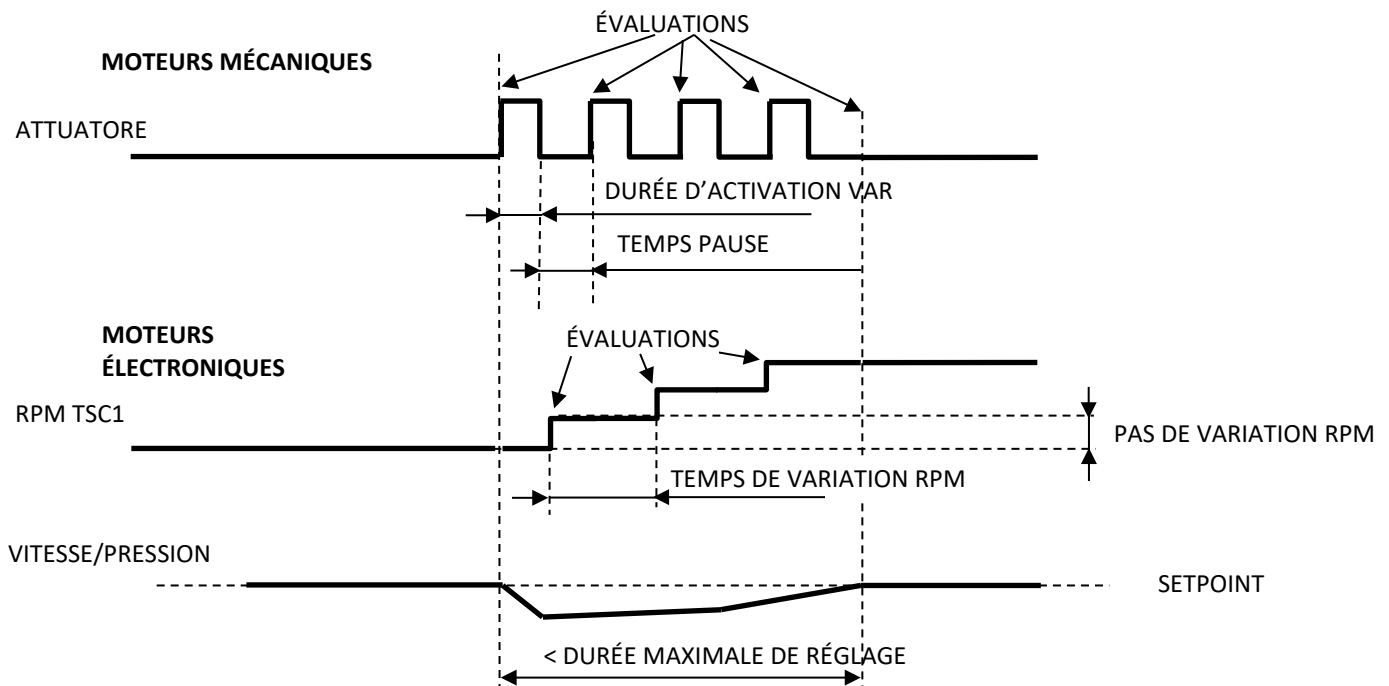 ÉVALUATIONS
MOTEURS MÉCANIQUES
ATTUATORE
DURÉE D’ACTIVATION VAR
TEMPS PAUSE
MOTEURS
ÉLECTRONIQUES
ÉVALUATIONS
RPM TSC1
PAS DE VARIATION RPM
TEMPS DE VARIATION RPM
VITESSE/PRESSION
SETPOINT
< DURÉE MAXIMALE DE RÉGLAGE